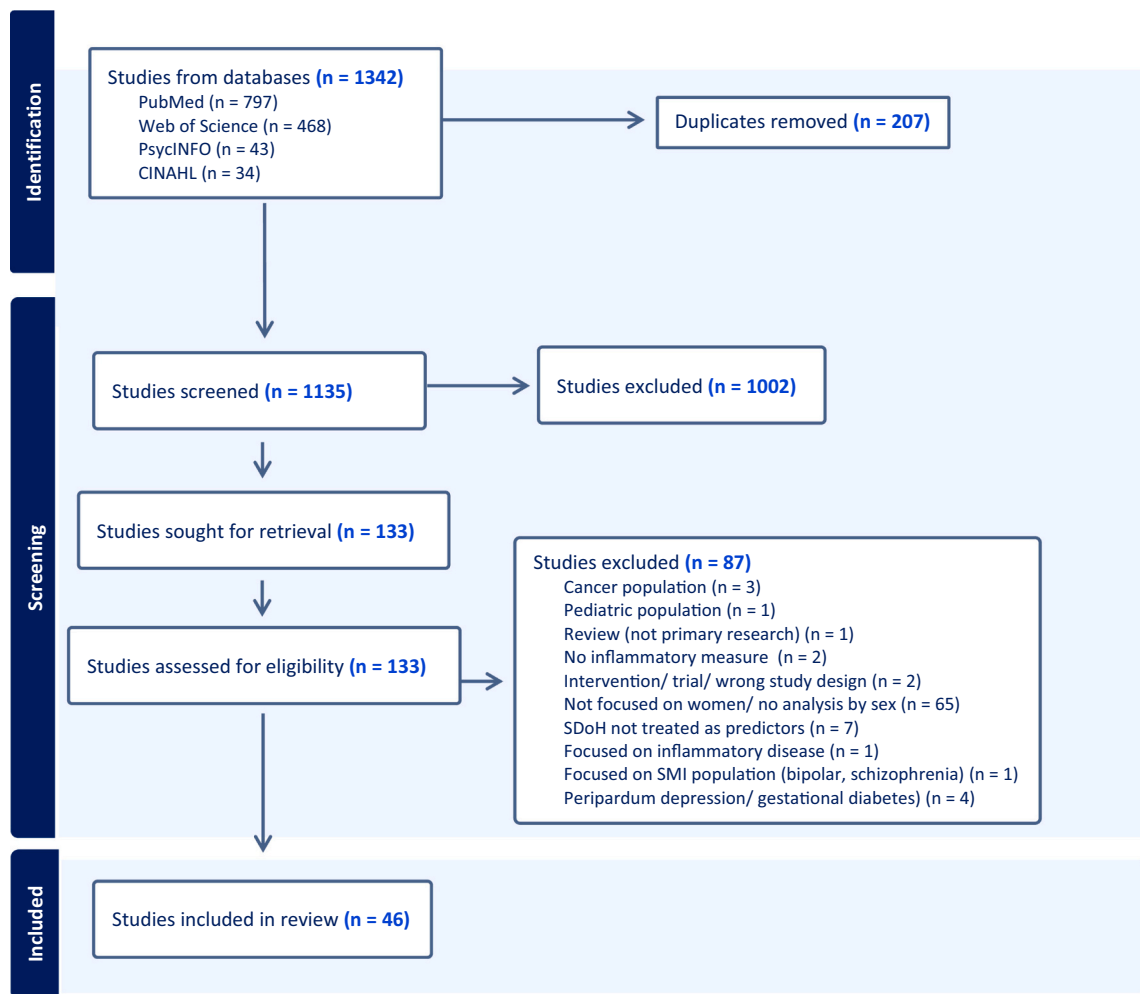 Identification
Studies from databases (n = 1342)
PubMed (n = 797)
Web of Science (n = 468)
PsycINFO (n = 43)
CINAHL (n = 34)
Duplicates removed (n = 207)
Screening
Studies screened (n = 1135)
Studies excluded (n = 1002)
Studies sought for retrieval (n = 133)
Studies assessed for eligibility (n = 133)
Studies excluded (n = 87)
Cancer population (n = 3)
Pediatric population (n = 1)
Review (not primary research) (n = 1)
No inflammatory measure (n = 2)
Intervention/ trial/ wrong study design (n = 2)
Not focused on women/ no analysis by sex (n = 65)
SDoH not treated as predictors (n = 7)
Focused on inflammatory disease (n = 1)
Focused on SMI population (bipolar, schizophrenia) (n = 1)
Peripardum depression/ gestational diabetes) (n = 4)
Included
Studies included in review (n = 46)